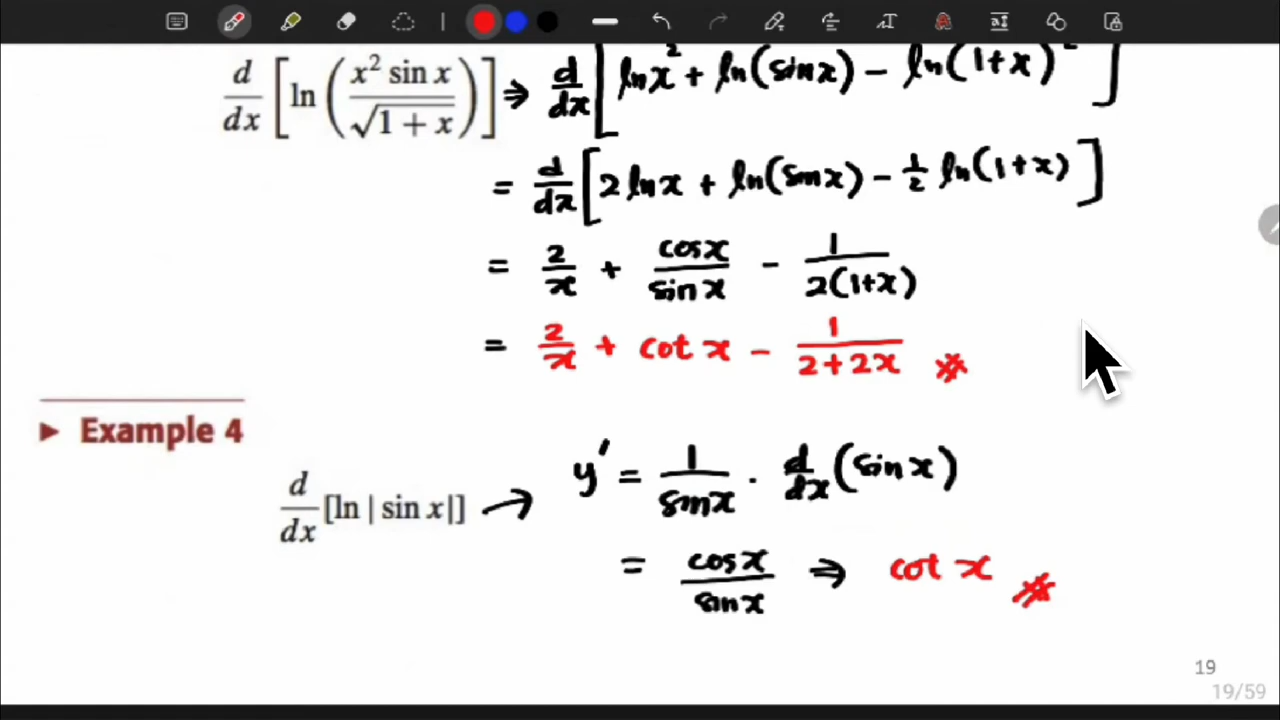 d/dx [ln (x² sin x / √1 + x)] ⇒ d/dx [ln x² + ln(sin x) − ln(1+x)
= d/dx [2 ln x + ln(sin x) − 1/2 ln(1+x)]
= 2/x + cos x / sin x − 1 / 2(1+x)
= 2/x + cot x − 1 / 2+2x
► Example 4
d/dx [ln | sin x|] → y' = 1 / sin x · d/dx (sin x)
= cos x / sin x ⇒ cot x
19
19/59